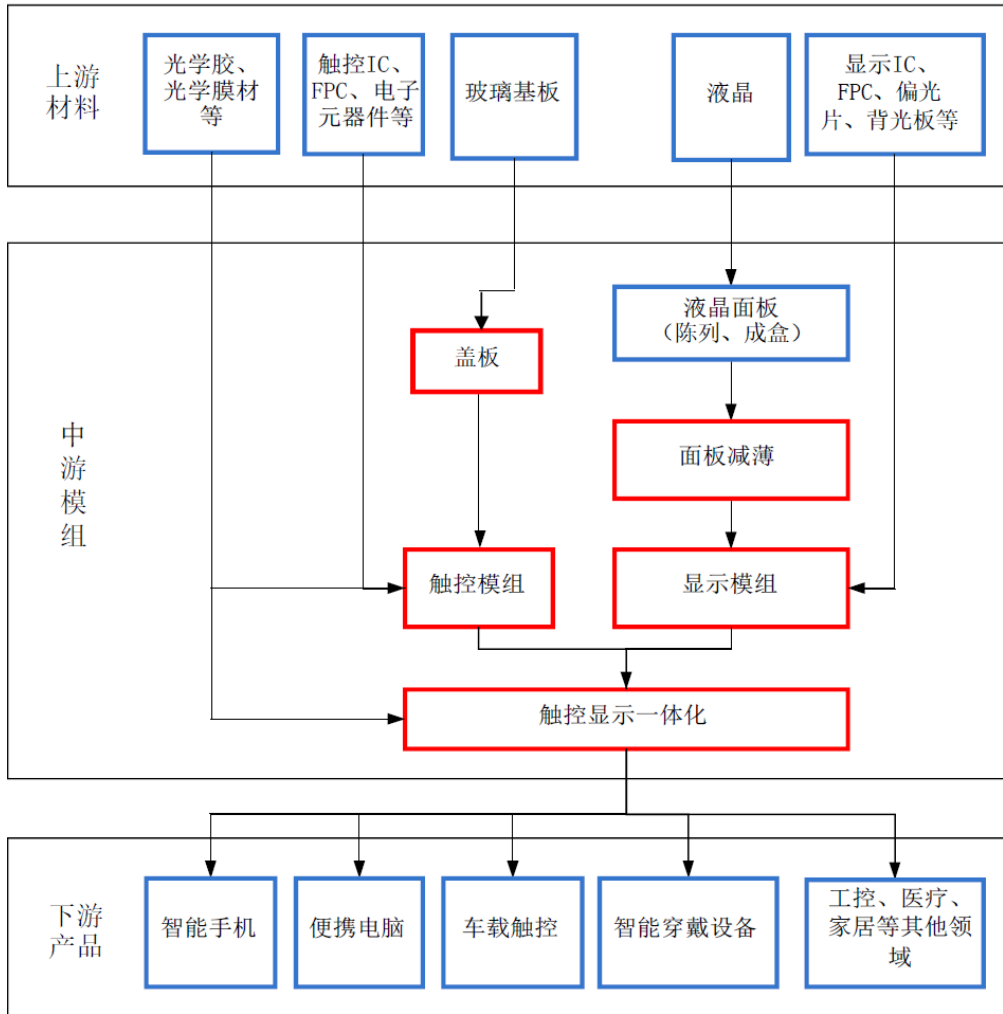 上游
材料
光学胶、
光学膜材
等
触控IC、
FPC、电子
元器件等
玻璃基板
液晶
显示IC、
FPC、偏光
片、背光板等
中
游
模
组
液晶面板
（陈列、成盒）
盖板
面板减薄
触控模组
显示模组
触控显示一体化
下游
产品
智能手机
便携电脑
车载触控
智能穿戴设备
工控、医疗、
家居等其他领
域